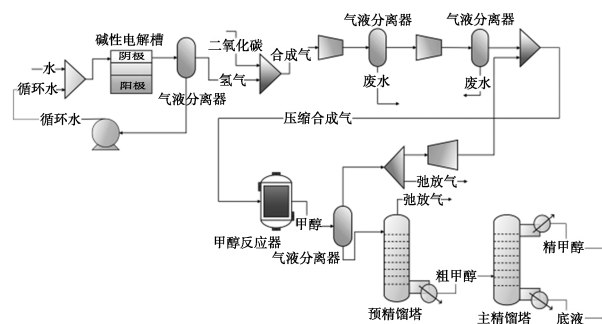 气液分离器
气液分离器
碱性电解槽
阴极
阳极
水
循环水
循环水
气液分离器
二氧化碳
氢气
合成气
废水
废水
压缩合成气
弛放气
弛放气
甲醇反应器
甲醇
气液分离器
预精馏塔
粗甲醇
主精馏塔
精甲醇
底液